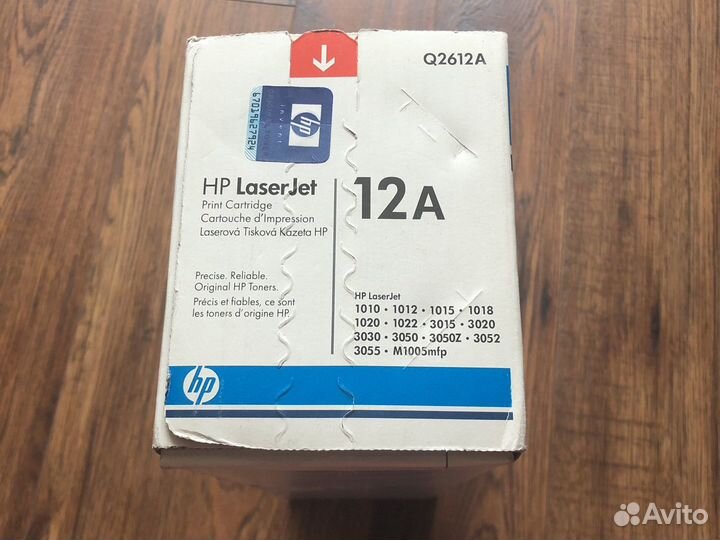 Q2612A
67019627924
invent
hp
HP LaserJet
Print Cartridge
Cartouche d'Impression
Laserová Tisková Kazeta HP
12A
Precise. Reliable.
Original HP Toners.
Précis et fiables, ce sont
les toners d'origine HP.
HP LaserJet
1010 • 1012 • 1015 • 1018
1020 • 1022 • 3015 • 3020
3030 • 3050 • 3050Z • 3052
3055 • M1005mfp
hp
Avito